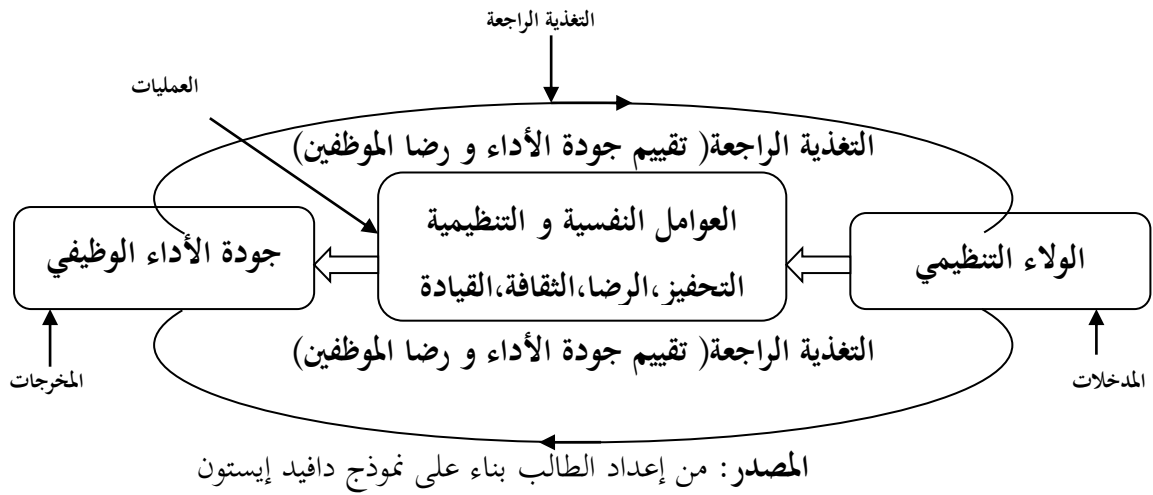 التغذية الراجعة
العمليات
التغذية الراجعة( تقييم جودة الأداء و رضا الموظفين)
العوامل النفسية و التنظيمية
التحفيز،الرضا،الثقافة،القيادة
الولاء التنظيمي
جودة الأداء الوظيفي
التغذية الراجعة( تقييم جودة الأداء و رضا الموظفين)
المدخلات
المخرجات
المصدر: من إعداد الطالب بناء على نموذج دافيد إيستون